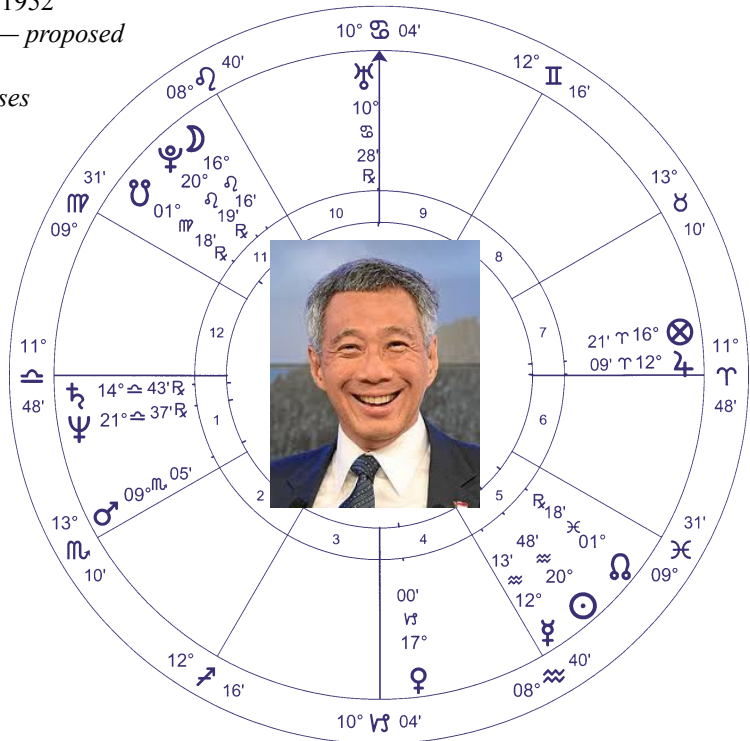 1952
— proposed
ses
10° ♋ 04'
12° ♊ 16'
13° ♉ 10'
11° ♈ 48'
31' ♓ 09°
40' ♒ 08°
10° ♑ 04'
12° ♐ 16'
13° ♏ 10'
11° ♎ 48'
31' ♍ 09°
08° ♌ 40'
♅ 10° ♋ 28' ℞
☽ 16° ♌ 16'
♇ 20° ♌ 19' ℞
☋ 01° ♍ 18' ℞
♄ 14° ♎ 43' ℞
♆ 21° ♎ 37' ℞
♂ 09° ♏ 05'
00' ♑ 17° ♀
13' ♒ 12° ☿
48' ♒ 20° ☉
℞ 18' ♓ 01° ☊
09' ♈ 12° ♃
21' ♈ 16° ⊗
1
2
3
4
5
6
7
8
9
10
11
12